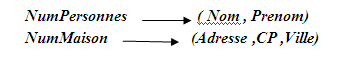 NumPersonnes ⟶ ( Nom , Prenom)
NumMaison ⟶ (Adresse ,CP ,Ville)